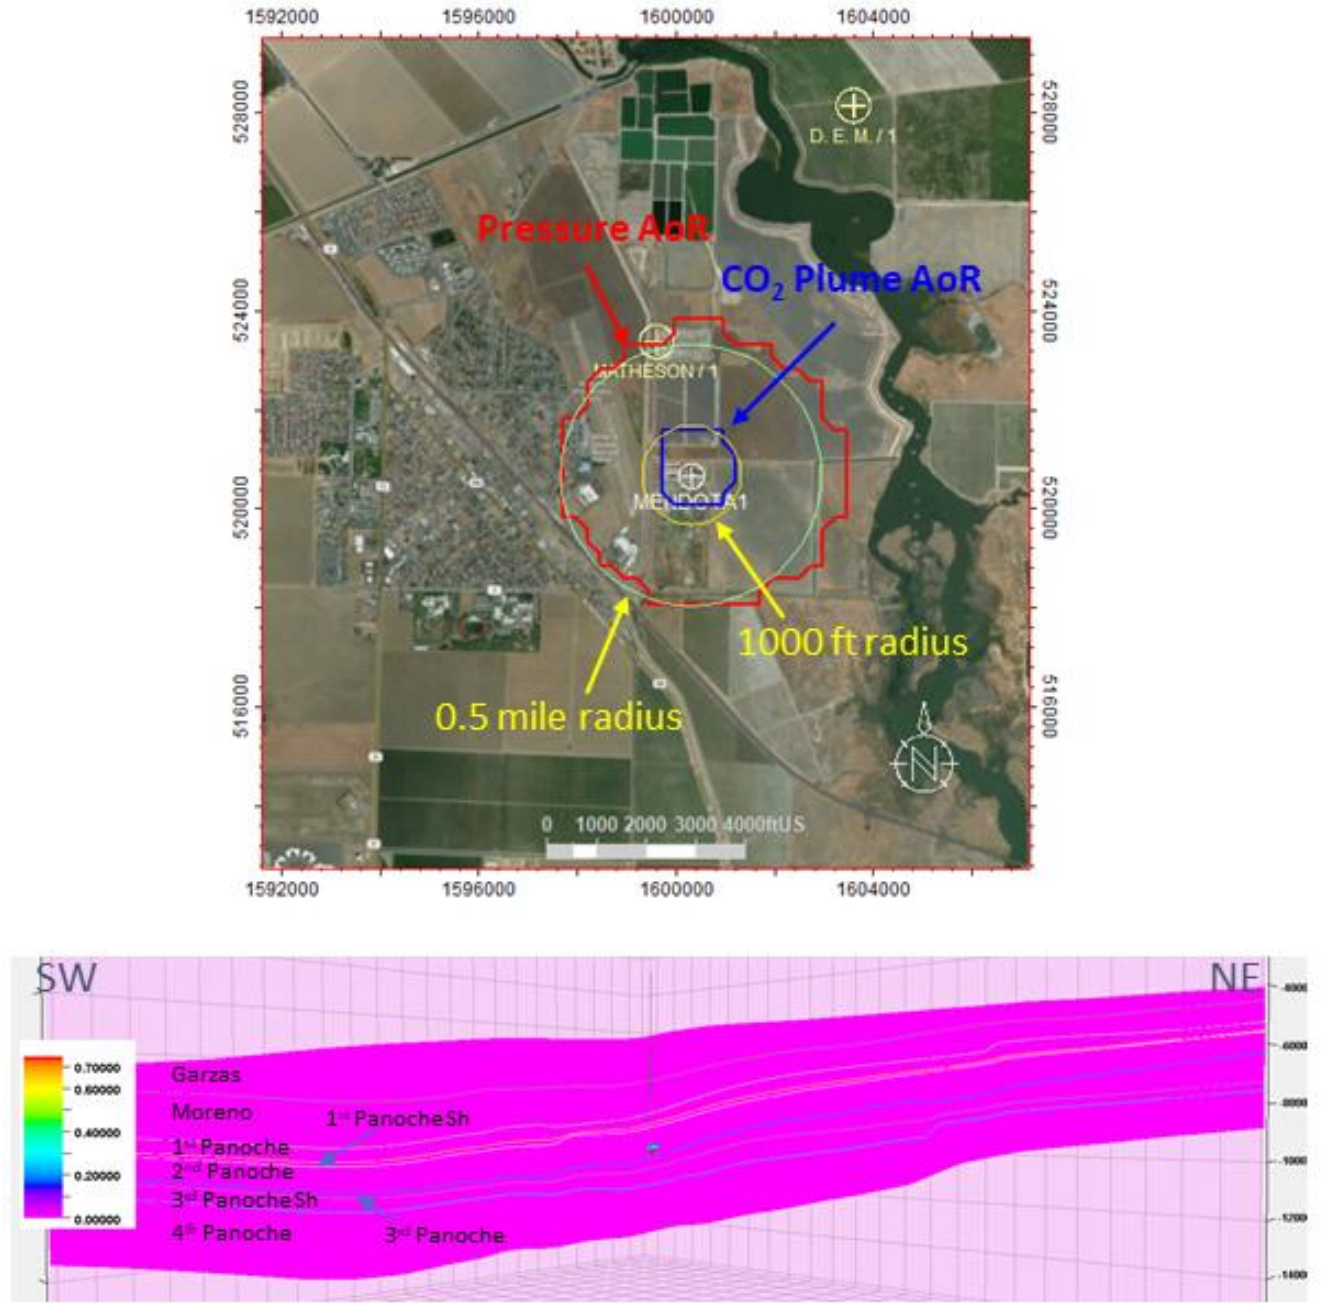 1592000 1596000 1600000 1604000
528000
528000
D. E. M. / 1
Pressure AoR
CO₂ Plume AoR
524000
524000
MATHESON / 1
520000
520000
MENDOTA1
1000 ft radius
0.5 mile radius
516000
516000
N
0 1000 2000 3000 4000ftUS
1592000 1596000 1600000 1604000
SW
NE
0.70000
0.60000
0.40000
0.20000
0.00000
Garzas
Moreno
1st Panoche Sh
1st Panoche
2nd Panoche
3rd Panoche Sh
4th Panoche
3rd Panoche
-6000
-8000